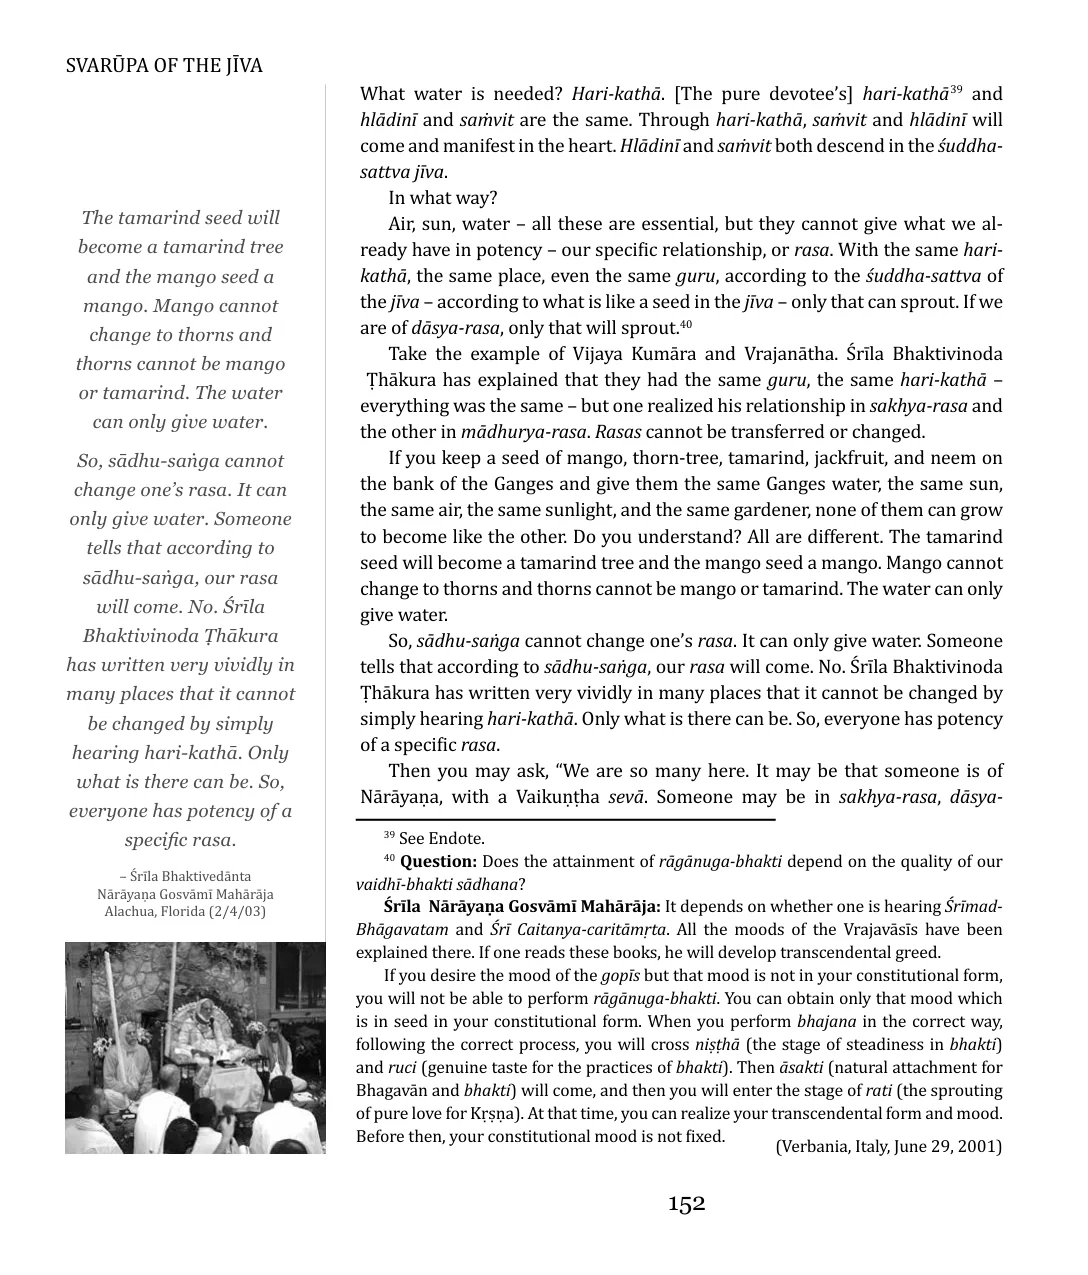 SVARŪPA OF THE JĪVA
The tamarind seed will
become a tamarind tree
and the mango seed a
mango. Mango cannot
change to thorns and
thorns cannot be mango
or tamarind. The water
can only give water.
So, sādhu-saṅga cannot
change one’s rasa. It can
only give water. Someone
tells that according to
sādhu-saṅga, our rasa
will come. No. Śrīla
Bhaktivinoda Ṭhākura
has written very vividly in
many places that it cannot
be changed by simply
hearing hari-kathā. Only
what is there can be. So,
everyone has potency of a
specific rasa.
– Śrīla Bhaktivedānta
Nārāyaṇa Gosvāmī Mahārāja
Alachua, Florida (2/4/03)
What water is needed? Hari-kathā. [The pure devotee’s] hari-kathā³⁹ and
hlādinī and saṁvit are the same. Through hari-kathā, saṁvit and hlādinī will
come and manifest in the heart. Hlādinī and saṁvit both descend in the śuddha-
sattva jīva.
In what way?
Air, sun, water – all these are essential, but they cannot give what we al-
ready have in potency – our specific relationship, or rasa. With the same hari-
kathā, the same place, even the same guru, according to the śuddha-sattva of
the jīva – according to what is like a seed in the jīva – only that can sprout. If we
are of dāsya-rasa, only that will sprout.⁴⁰
Take the example of Vijaya Kumāra and Vrajanātha. Śrīla Bhaktivinoda
Ṭhākura has explained that they had the same guru, the same hari-kathā –
everything was the same – but one realized his relationship in sakhya-rasa and
the other in mādhurya-rasa. Rasas cannot be transferred or changed.
If you keep a seed of mango, thorn-tree, tamarind, jackfruit, and neem on
the bank of the Ganges and give them the same Ganges water, the same sun,
the same air, the same sunlight, and the same gardener, none of them can grow
to become like the other. Do you understand? All are different. The tamarind
seed will become a tamarind tree and the mango seed a mango. Mango cannot
change to thorns and thorns cannot be mango or tamarind. The water can only
give water.
So, sādhu-saṅga cannot change one’s rasa. It can only give water. Someone
tells that according to sādhu-saṅga, our rasa will come. No. Śrīla Bhaktivinoda
Ṭhākura has written very vividly in many places that it cannot be changed by
simply hearing hari-kathā. Only what is there can be. So, everyone has potency
of a specific rasa.
Then you may ask, “We are so many here. It may be that someone is of
Nārāyaṇa, with a Vaikuṇṭha sevā. Someone may be in sakhya-rasa, dāsya-
³⁹ See Endote.
⁴⁰ Question: Does the attainment of rāgānuga-bhakti depend on the quality of our
vaidhī-bhakti sādhana?
Śrīla Nārāyaṇa Gosvāmī Mahārāja: It depends on whether one is hearing Śrīmad-
Bhāgavatam and Śrī Caitanya-caritāmṛta. All the moods of the Vrajavāsīs have been
explained there. If one reads these books, he will develop transcendental greed.
If you desire the mood of the gopīs but that mood is not in your constitutional form,
you will not be able to perform rāgānuga-bhakti. You can obtain only that mood which
is in seed in your constitutional form. When you perform bhajana in the correct way,
following the correct process, you will cross niṣṭhā (the stage of steadiness in bhakti)
and ruci (genuine taste for the practices of bhakti). Then āsakti (natural attachment for
Bhagavān and bhakti) will come, and then you will enter the stage of rati (the sprouting
of pure love for Kṛṣṇa). At that time, you can realize your transcendental form and mood.
Before then, your constitutional mood is not fixed.
(Verbania, Italy, June 29, 2001)
152